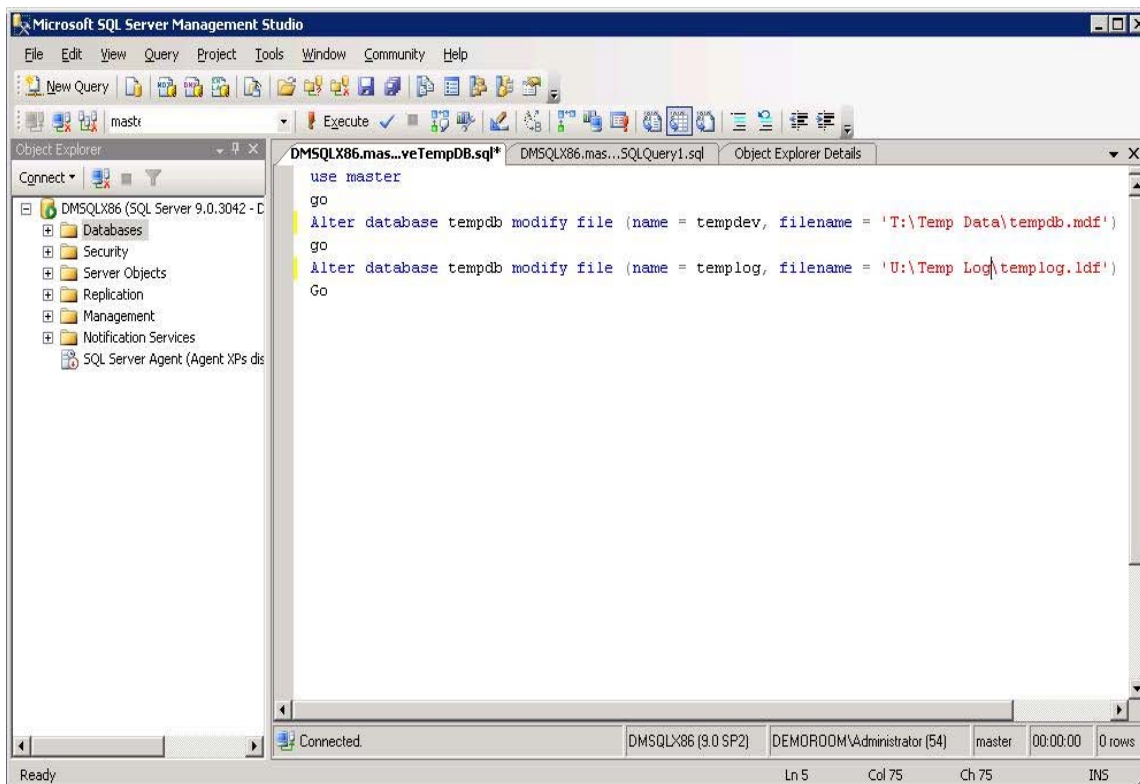 Microsoft SQL Server Management Studio
File Edit View Query Project Tools Window Community Help
New Query
maste
Execute
Object Explorer
DMSQLX86.mas...veTempDB.sql* DMSQLX86.mas...SQLQuery1.sql Object Explorer Details
Connect
DMSQLX86 (SQL Server 9.0.3042 - D
Databases
Security
Server Objects
Replication
Management
Notification Services
SQL Server Agent (Agent XPs dis
use master
go
Alter database tempdb modify file (name = tempdev, filename = 'T:\Temp Data\tempdb.mdf')
go
Alter database tempdb modify file (name = templog, filename = 'U:\Temp Log\templog.ldf')
Go
Connected. DMSQLX86 (9.0 SP2) DEMOROOM\Administrator (54) master 00:00:00 0 rows
Ready Ln 5 Col 75 Ch 75 INS